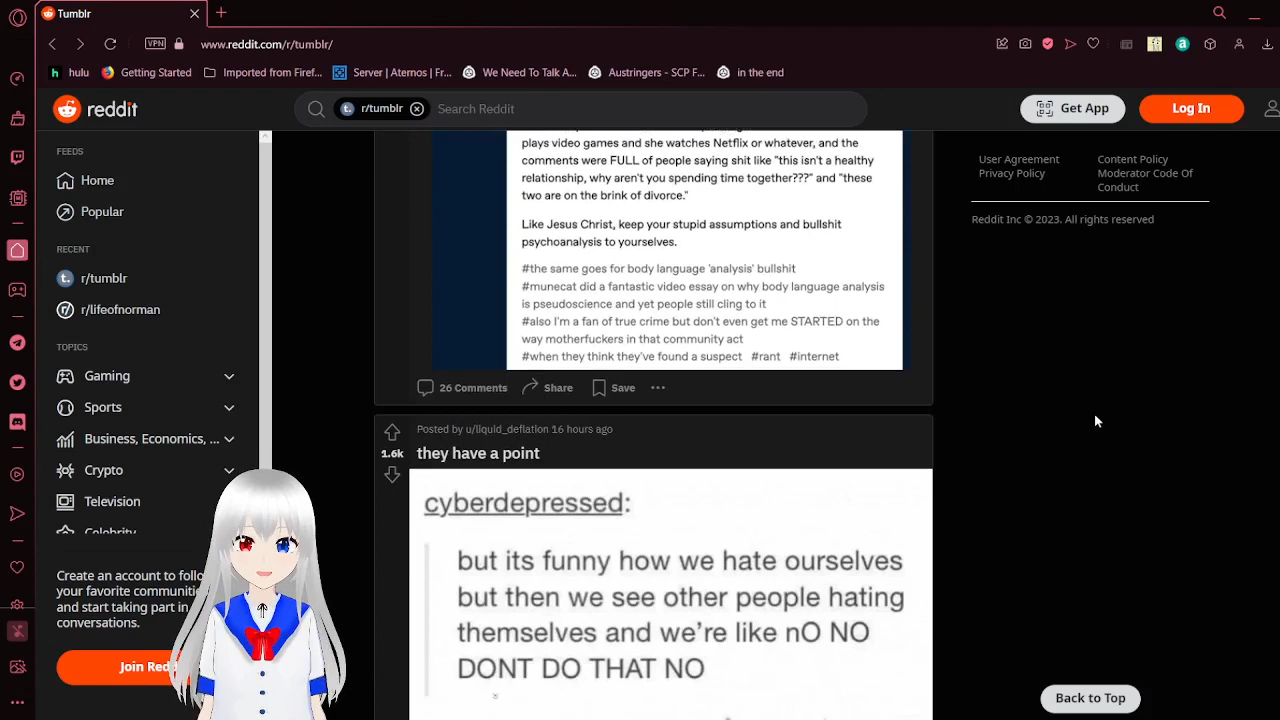 Tumblr
VPN
www.reddit.com/r/tumblr/
h hulu
Getting Started
Imported from Firef...
Server | Aternos | Fr...
We Need To Talk A...
Austringers - SCP F...
in the end
reddit
r/tumblr
Search Reddit
Get App
Log In
FEEDS
Home
Popular
RECENT
r/tumblr
r/lifeofnorman
TOPICS
Gaming
Sports
Business, Economics, ...
Crypto
Television
Celebrity
Create an account to follo
your favorite communitie
and start taking part in
conversations.
Join Redd
plays video games and she watches Netflix or whatever, and the
comments were FULL of people saying shit like "this isn't a healthy
relationship, why aren't you spending time together???" and "these
two are on the brink of divorce."
Like Jesus Christ, keep your stupid assumptions and bullshit
psychoanalysis to yourselves.
#the same goes for body language 'analysis' bullshit
#munecat did a fantastic video essay on why body language analysis
is pseudoscience and yet people still cling to it
#also I'm a fan of true crime but don't even get me STARTED on the
way motherfuckers in that community act
#when they think they've found a suspect #rant #internet
26 Comments
Share
Save
Posted by u/liquid_deflation 16 hours ago
1.6k
they have a point
cyberdepressed:
but its funny how we hate ourselves
but then we see other people hating
themselves and we're like nO NO
DONT DO THAT NO
User Agreement
Content Policy
Privacy Policy
Moderator Code Of
Conduct
Reddit Inc © 2023. All rights reserved
Back to Top